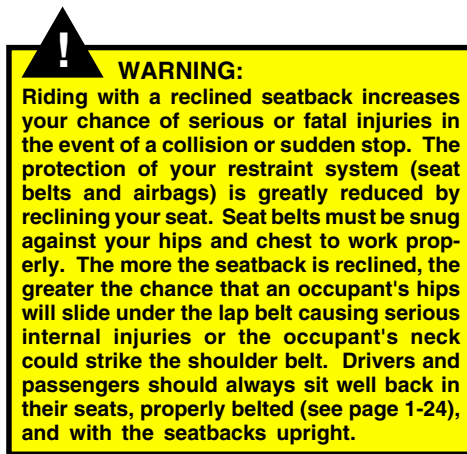 !
WARNING:
Riding with a reclined seatback increases
your chance of serious or fatal injuries in
the event of a collision or sudden stop. The
protection of your restraint system (seat
belts and airbags) is greatly reduced by
reclining your seat. Seat belts must be snug
against your hips and chest to work prop-
erly. The more the seatback is reclined, the
greater the chance that an occupant's hips
will slide under the lap belt causing serious
internal injuries or the occupant's neck
could strike the shoulder belt. Drivers and
passengers should always sit well back in
their seats, properly belted (see page 1-24),
and with the seatbacks upright.